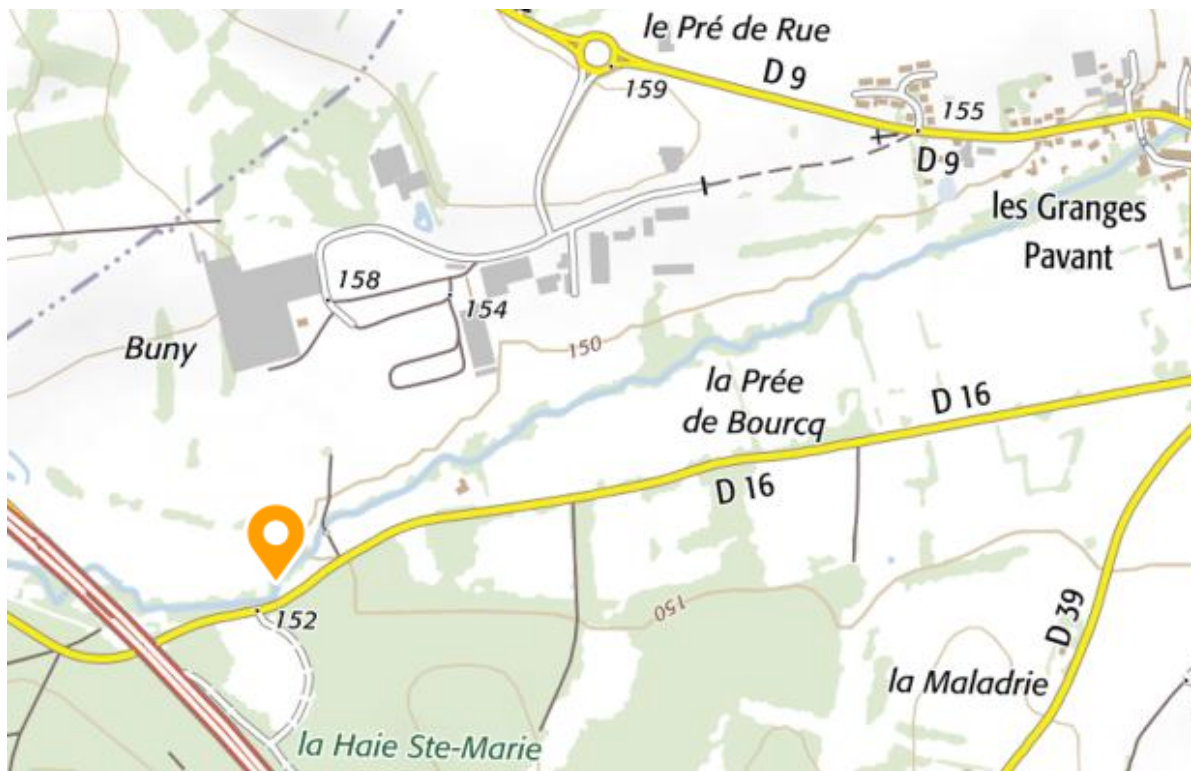 le Pré de Rue
D 9
159
155
D 9
les Granges
Pavant
158
154
Buny
150
la Prée
de Bourcq
D 16
D 16
152
150
D 39
la Maladrie
la Haie Ste-Marie